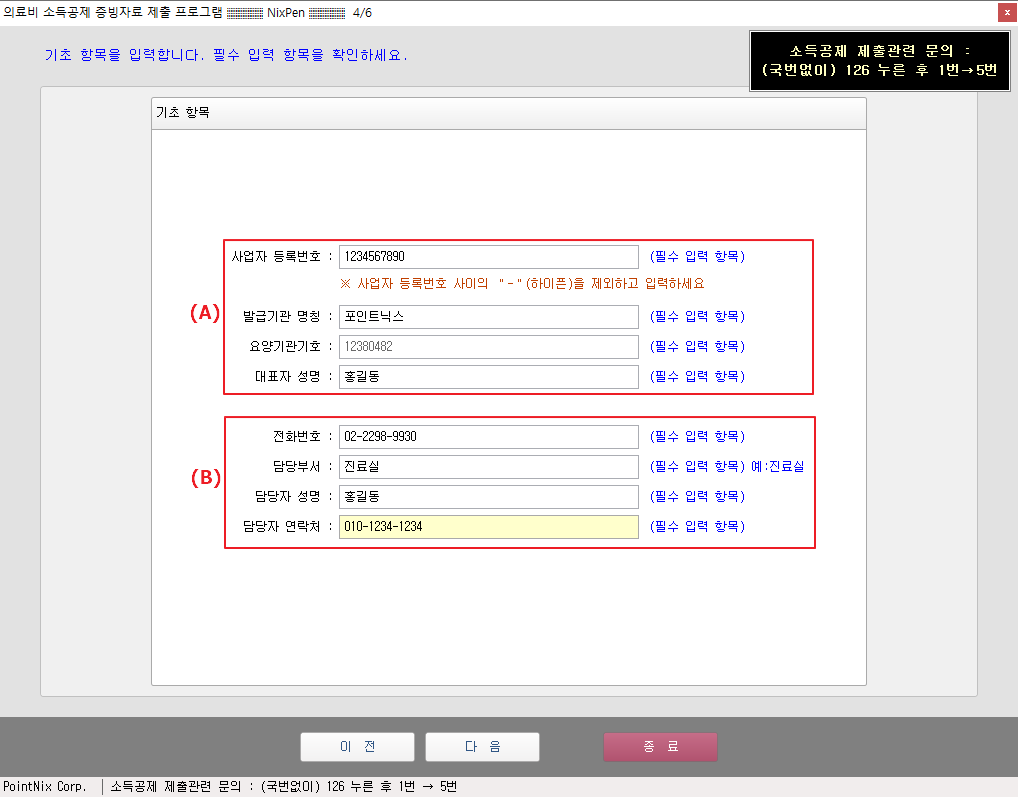 의료비 소득공제 증빙자료 제출 프로그램 ▒▒▒▒ NixPen ▒▒▒▒ 4/6
x
기초 항목을 입력합니다. 필수 입력 항목을 확인하세요.
소득공제 제출관련 문의 :
(국번없이) 126 누른 후 1번→5번
기초 항목
(A)
사업자 등록번호 : 1234567890 (필수 입력 항목)
※ 사업자 등록번호 사이의 "-"(하이픈)을 제외하고 입력하세요
발급기관 명칭 : 포인트닉스 (필수 입력 항목)
요양기관기호 : 12380482 (필수 입력 항목)
대표자 성명 : 홍길동 (필수 입력 항목)
(B)
전화번호 : 02-2298-9930 (필수 입력 항목)
담당부서 : 진료실 (필수 입력 항목) 예:진료실
담당자 성명 : 홍길동 (필수 입력 항목)
담당자 연락처 : 010-1234-1234 (필수 입력 항목)
이 전 다 음 종 료
PointNix Corp. 소득공제 제출관련 문의 : (국번없이) 126 누른 후 1번 → 5번